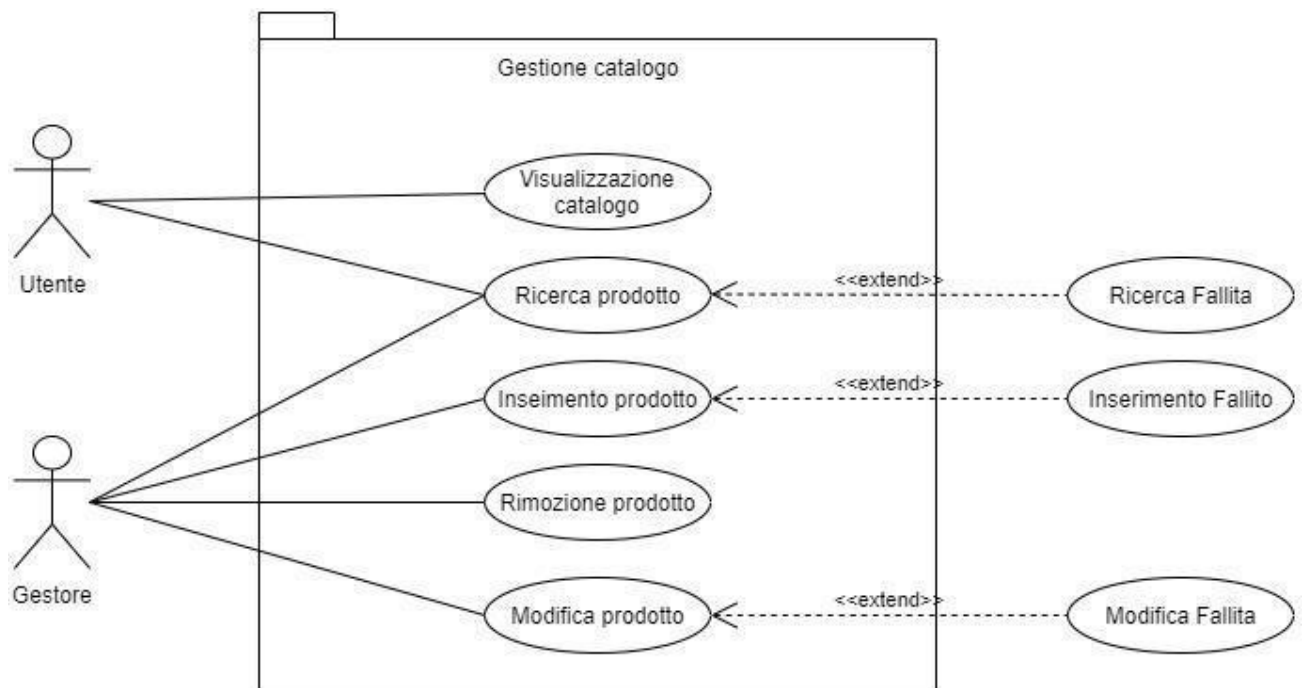 Gestione catalogo
Visualizzazione
catalogo
Utente
Ricerca prodotto
<<extend>>
Ricerca Fallita
Inseimento prodotto
<<extend>>
Inserimento Fallito
Rimozione prodotto
Gestore
Modifica prodotto
<<extend>>
Modifica Fallita